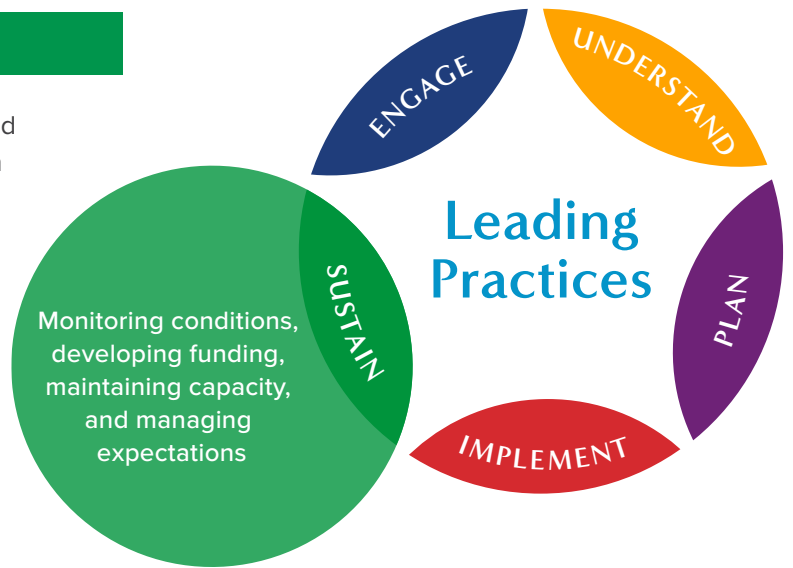 d
ENGAGE
UNDERSTAND
Leading
Practices
PLAN
SUSTAIN
Monitoring conditions,
developing funding,
maintaining capacity,
and managing
expectations
IMPLEMENT